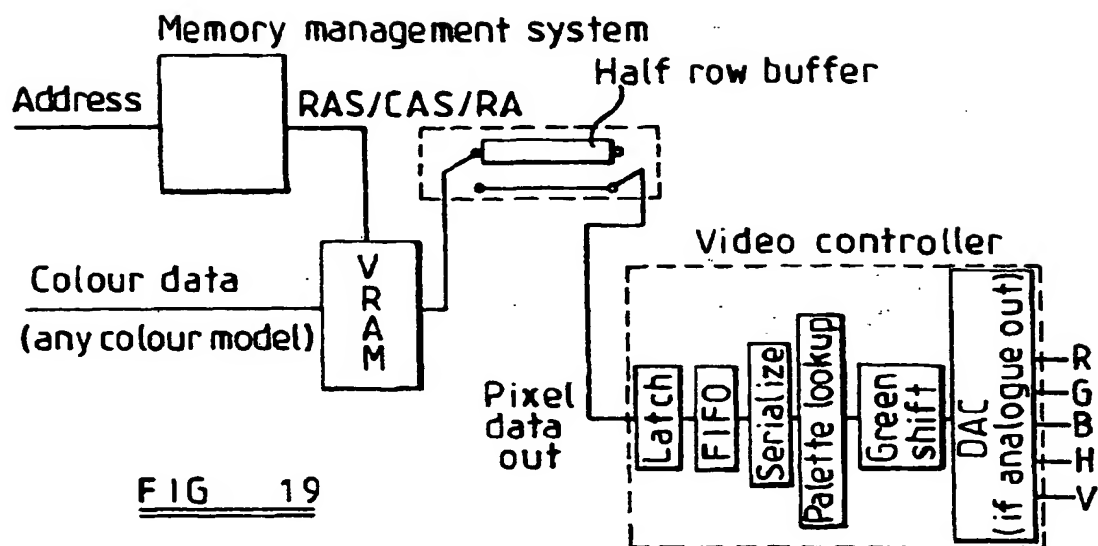 Memory management system
Half row buffer
Address
RAS/CAS/RA
Video controller
VRAM
Colour data
(any colour model)
Pixel
data
out
Latch
FIFO
Serialize
Palette lookup
Green
shift
DAC
(if analogue out)
R
G
B
H
V
FIG 19